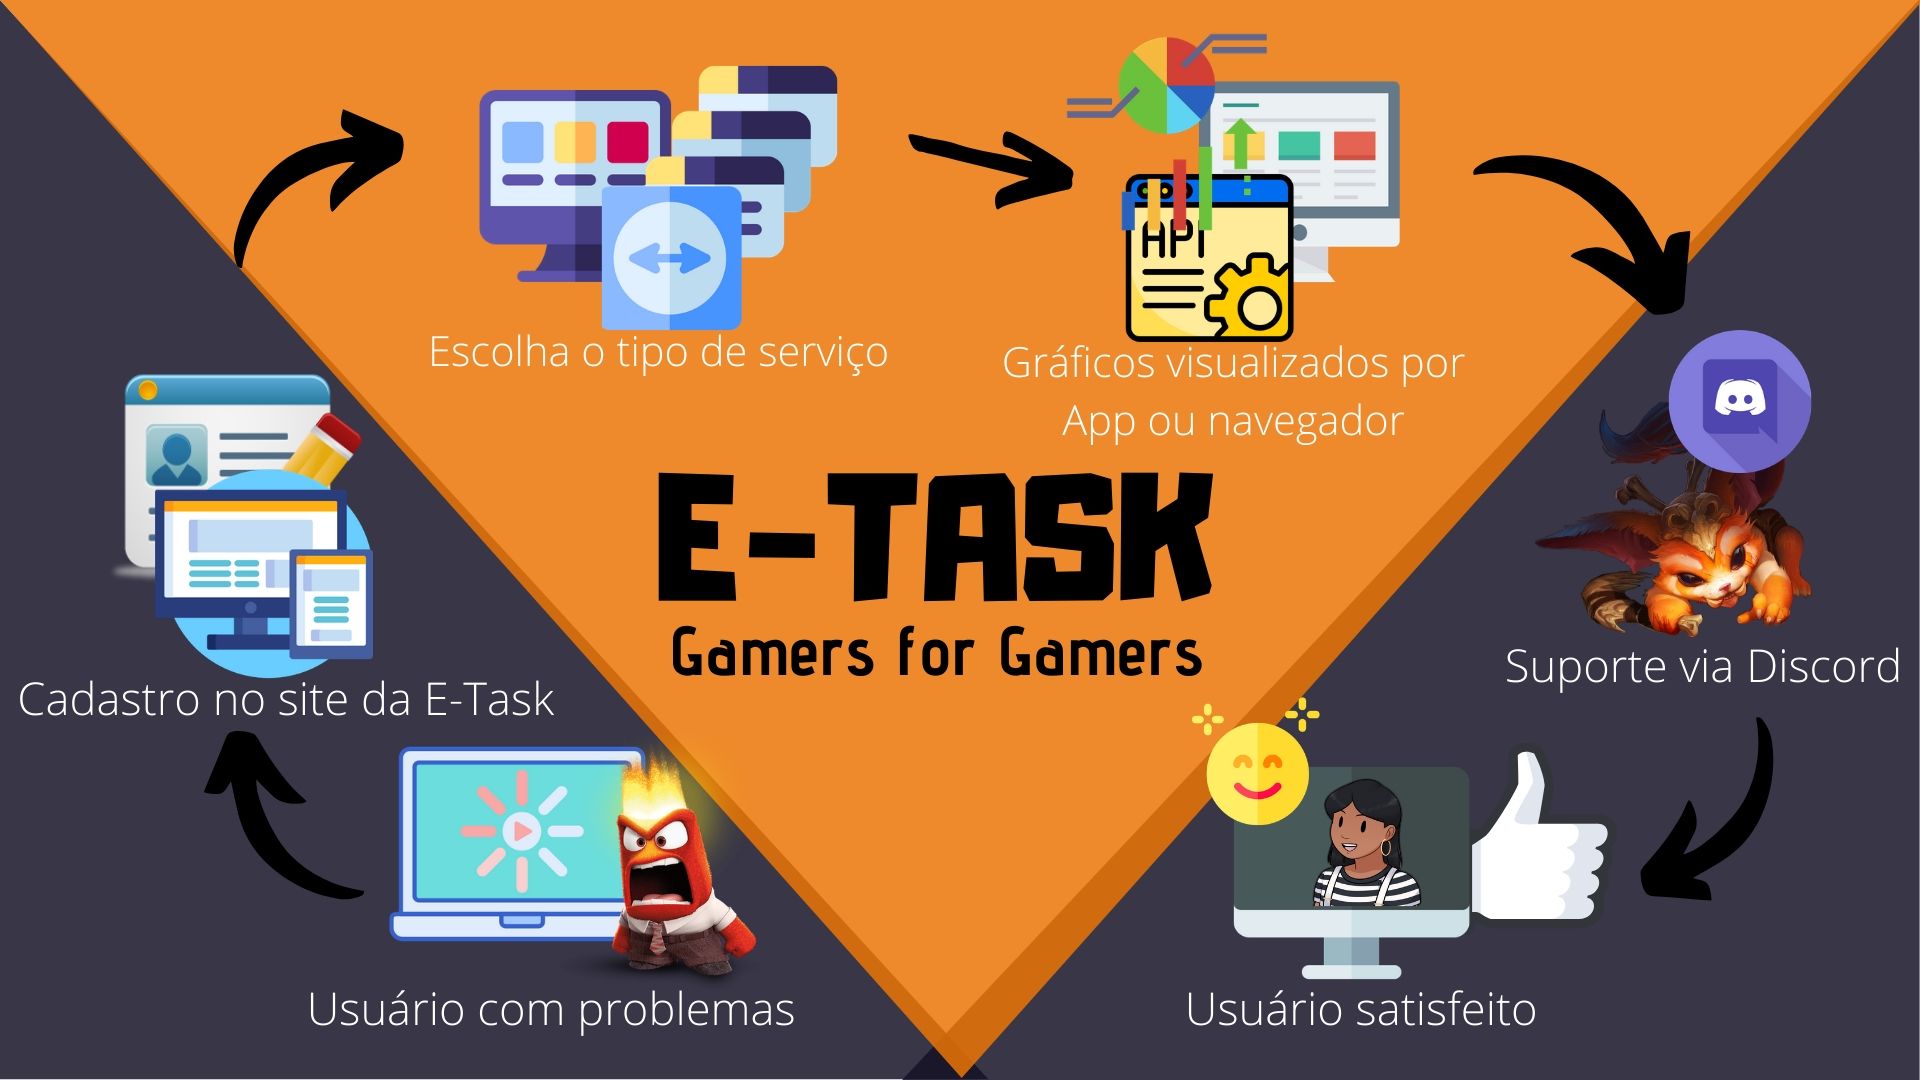 Escolha o tipo de serviço
API
Gráficos visualizados por
App ou navegador
E-TASK
Gamers for Gamers
Cadastro no site da E-Task
Suporte via Discord
Usuário com problemas
Usuário satisfeito